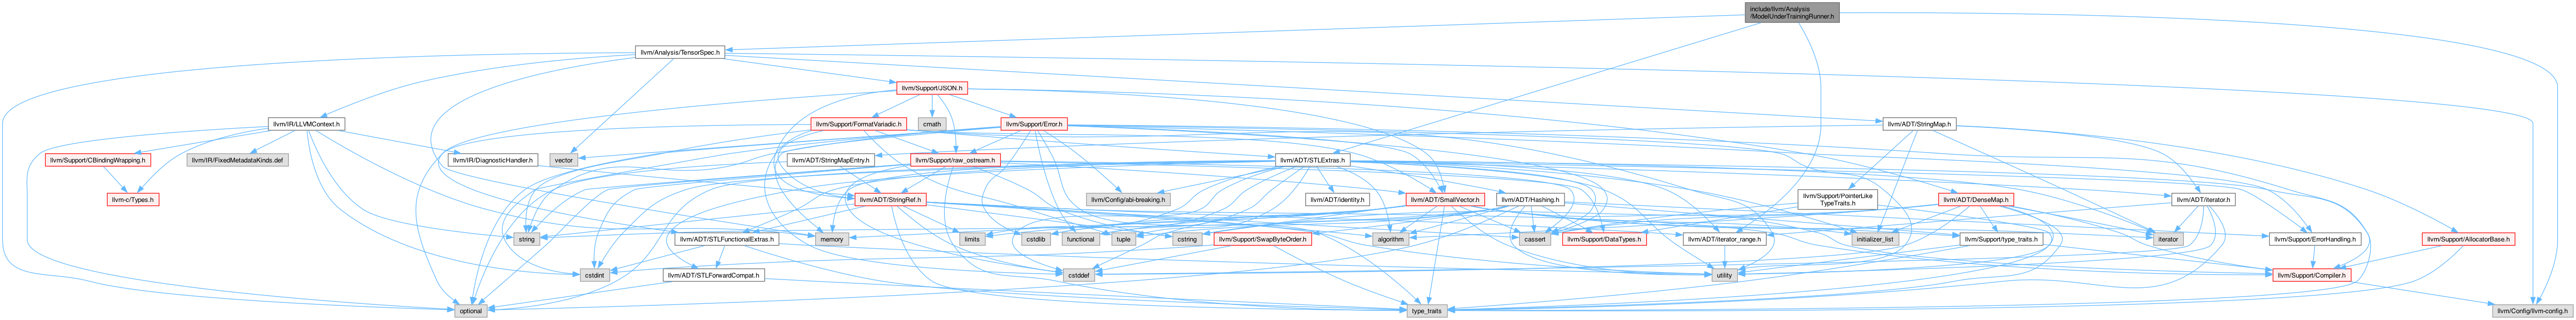 include/llvm/Analysis
/ModelUnderTrainingRunner.h
llvm/Analysis/TensorSpec.h
llvm/Support/JSON.h
llvm/IR/LLVMContext.h
llvm/Support/FormatVariadic.h
cmath
llvm/Support/Error.h
llvm/ADT/StringMap.h
llvm/Support/CBindingWrapping.h
llvm/IR/FixedMetadataKinds.def
llvm/IR/DiagnosticHandler.h
vector
llvm/ADT/StringMapEntry.h
llvm/Support/raw_ostream.h
llvm/ADT/STLExtras.h
llvm-c/Types.h
llvm/ADT/StringRef.h
llvm/Config/abi-breaking.h
llvm/ADT/identity.h
llvm/ADT/SmallVector.h
llvm/ADT/Hashing.h
llvm/Support/PointerLike
TypeTraits.h
llvm/ADT/DenseMap.h
llvm/ADT/iterator.h
string
llvm/ADT/STLFunctionalExtras.h
memory
limits
cstdlib
functional
tuple
cstring
llvm/Support/SwapByteOrder.h
algorithm
cassert
llvm/Support/DataTypes.h
llvm/ADT/iterator_range.h
initializer_list
llvm/Support/type_traits.h
iterator
llvm/Support/ErrorHandling.h
llvm/Support/AllocatorBase.h
cstdint
llvm/ADT/STLForwardCompat.h
cstddef
utility
llvm/Support/Compiler.h
optional
type_traits
llvm/Config/llvm-config.h